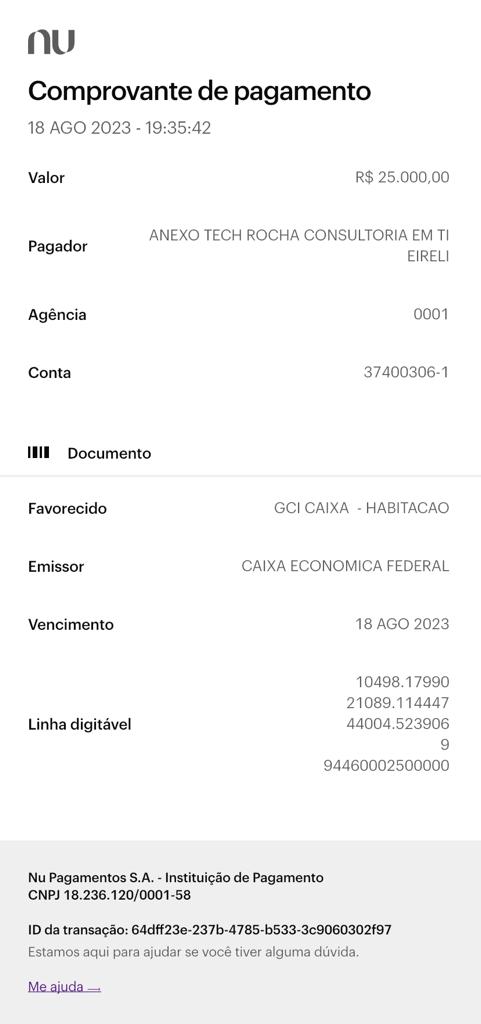 nu
Comprovante de pagamento
18 AGO 2023 - 19:35:42
Valor R$ 25.000,00
Pagador ANEXO TECH ROCHA CONSULTORIA EM TI
EIRELI
Agência 0001
Conta 37400306-1
Documento
Favorecido GCI CAIXA - HABITACAO
Emissor CAIXA ECONOMICA FEDERAL
Vencimento 18 AGO 2023
Linha digitável 10498.17990
21089.114447
44004.523906
9
94460002500000
Nu Pagamentos S.A. - Instituição de Pagamento
CNPJ 18.236.120/0001-58
ID da transação: 64dff23e-237b-4785-b533-3c9060302f97
Estamos aqui para ajudar se você tiver alguma dúvida.
Me ajuda →